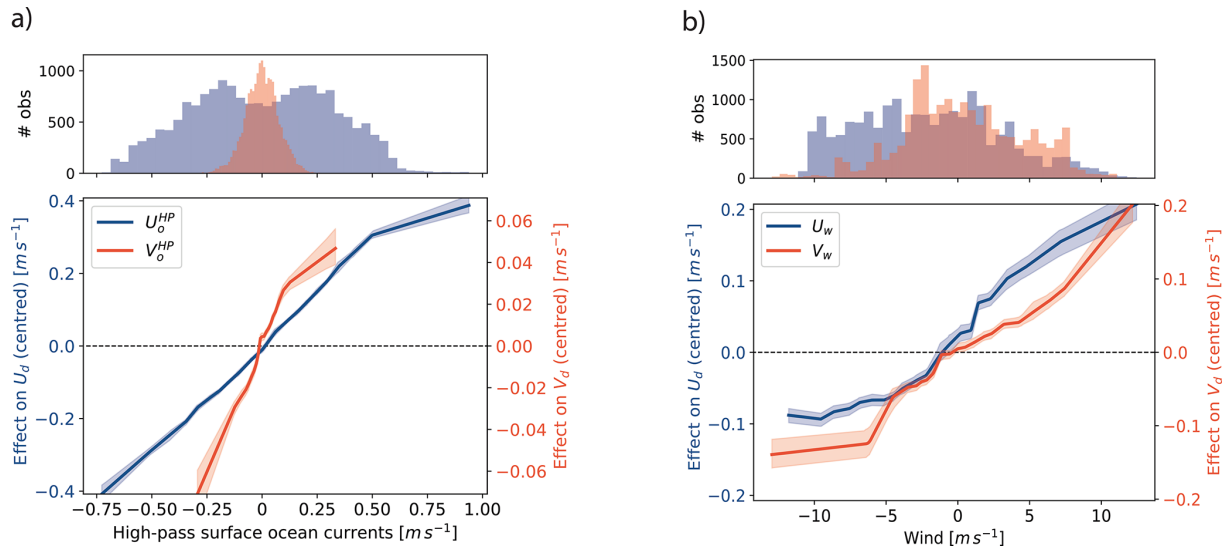 a)
# obs
1000
500
0
Effect on U_d (centred) [m s⁻¹]
0.4
0.2
0.0
−0.2
−0.4
U_o^HP
V_o^HP
0.06
0.04
0.02
0.00
−0.02
−0.04
−0.06
Effect on V_d (centred) [m s⁻¹]
−0.75 −0.50 −0.25 0 0.25 0.50 0.75 1.00
High-pass surface ocean currents [m s⁻¹]
b)
# obs
1500
1000
500
0
Effect on U_d (centred) [m s⁻¹]
0.2
0.1
0.0
−0.1
−0.2
U_w
V_w
0.2
0.1
0.0
−0.1
−0.2
Effect on V_d (centred) [m s⁻¹]
−10 −5 0 5 10
Wind [m s⁻¹]